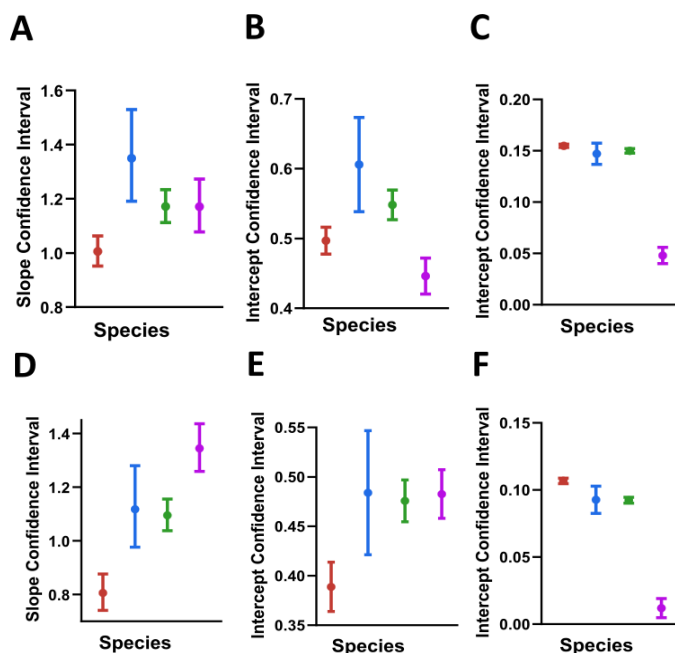 A
Slope Confidence Interval
1.6
1.4
1.2
1.0
0.8
Species
B
Intercept Confidence Interval
0.7
0.6
0.5
0.4
Species
C
Intercept Confidence Interval
0.20
0.15
0.10
0.05
0.00
Species
D
Slope Confidence Interval
1.4
1.2
1.0
0.8
Species
E
Intercept Confidence Interval
0.55
0.50
0.45
0.40
0.35
Species
F
Intercept Confidence Interval
0.15
0.10
0.05
0.00
Species